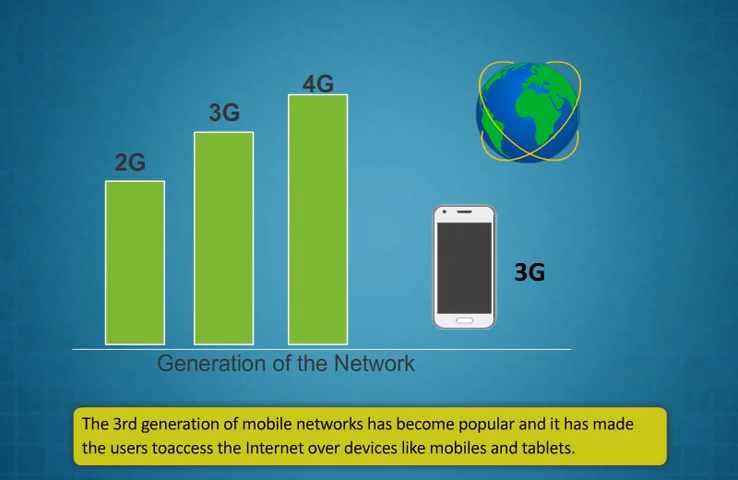 4G
3G
2G
3G
Generation of the Network
The 3rd generation of mobile networks has become popular and it has made
the users toaccess the Internet over devices like mobiles and tablets.